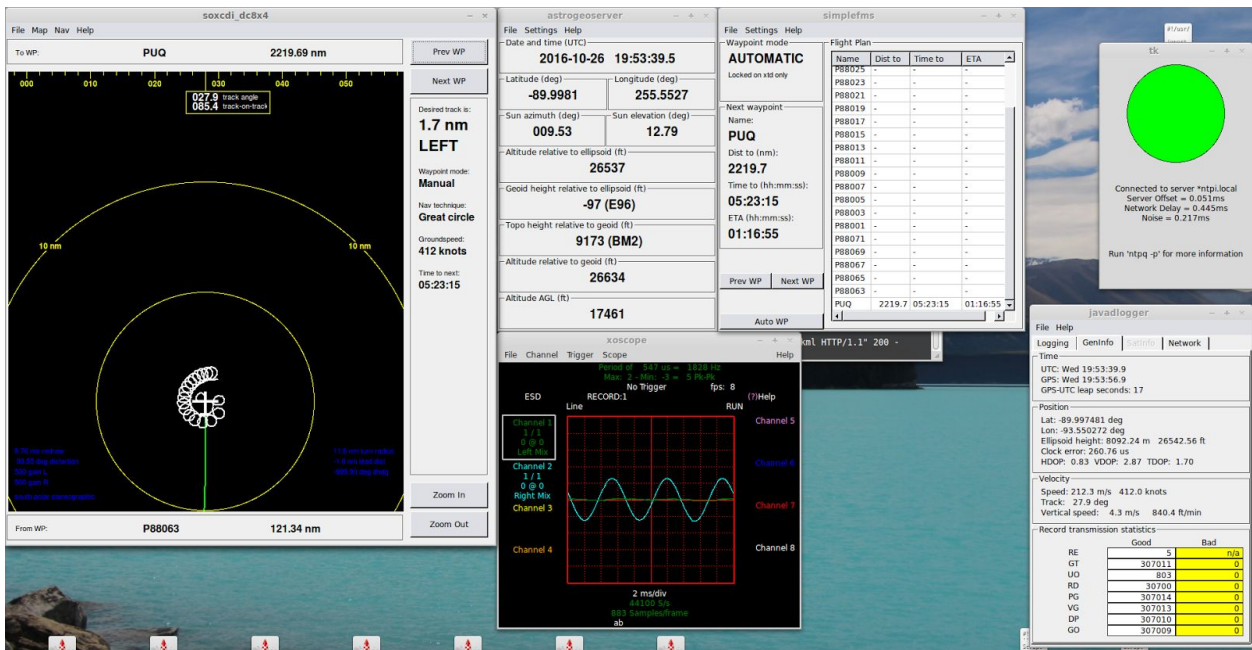 soxcdi_dc8x4
File Map Nav Help
To WP: PUQ 2219.69 nm
Prev WP
Next WP
000 010 020 030 040 050
027.9 track angle
085.4 track-on-track
Desired track is:
1.7 nm
LEFT
Waypoint mode:
Manual
Nav technique:
Great circle
Groundspeed:
412 knots
Time to next:
05:23:15
10 nm 10 nm
Zoom In
Zoom Out
From WP: P88063 121.34 nm
astrogeoserver
File Settings Help
Date and time (UTC)
2016-10-26 19:53:39.5
Latitude (deg) Longitude (deg)
-89.9981 255.5527
Sun azimuth (deg) Sun elevation (deg)
009.53 12.79
Altitude relative to ellipsoid (ft)
26537
Geoid height relative to ellipsoid (ft)
-97 (E96)
Topo height relative to geoid (ft)
9173 (BM2)
Altitude relative to geoid (ft)
26634
Altitude AGL (ft)
17461
simplefms
File Settings Help
Waypoint mode
AUTOMATIC
Locked on xtd only
Next waypoint
Name:
PUQ
Dist to (nm):
2219.7
Time to (hh:mm:ss):
05:23:15
ETA (hh:mm:ss):
01:16:55
Prev WP Next WP
Auto WP
Flight Plan
Name Dist to Time to ETA
P88025 - - -
P88023 - - -
P88021 - - -
P88019 - - -
P88017 - - -
P88015 - - -
P88013 - - -
P88011 - - -
P88009 - - -
P88007 - - -
P88005 - - -
P88003 - - -
P88001 - - -
P88071 - - -
P88069 - - -
P88067 - - -
P88065 - - -
P88063 - - -
PUQ 2219.7 05:23:15 01:16:55
kml HTTP/1.1" 200 -
xoscope
File Channel Trigger Scope Help
Period of 547 us = 1828 Hz
Max: 2 - Min: -3 = 5 Pk-Pk
No Trigger fps: 8
ESD RECORD:1 (?)Help
Line RUN
Channel 1
1 / 1
0 @ 0
Left Mix
Channel 2
1 / 1
0 @ 0
Right Mix
Channel 3
Channel 4
Channel 5
Channel 6
Channel 7
Channel 8
2 ms/div
44100 S/s
883 Samples/frame
ab
#!/usr/
tk
Connected to server *ntpi.local
Server Offset = 0.051ms
Network Delay = 0.445ms
Noise = 0.217ms
Run 'ntpq -p' for more information
javadlogger
File Help
Logging GenInfo SatInfo Network
Time
UTC: Wed 19:53:39.9
GPS: Wed 19:53:56.9
GPS-UTC leap seconds: 17
Position
Lat: -89.997481 deg
Lon: -93.550272 deg
Ellipsoid height: 8092.24 m 26542.56 ft
Clock error: 260.76 us
HDOP: 0.83 VDOP: 2.87 TDOP: 1.70
Velocity
Speed: 212.3 m/s 412.0 knots
Track: 27.9 deg
Vertical speed: 4.3 m/s 840.4 ft/min
Record transmission statistics
Good Bad
RE 5 n/a
GT 307011 0
UO 803 0
RD 30700 0
PG 307014 0
VG 307013 0
DP 307010 0
GO 307009 0